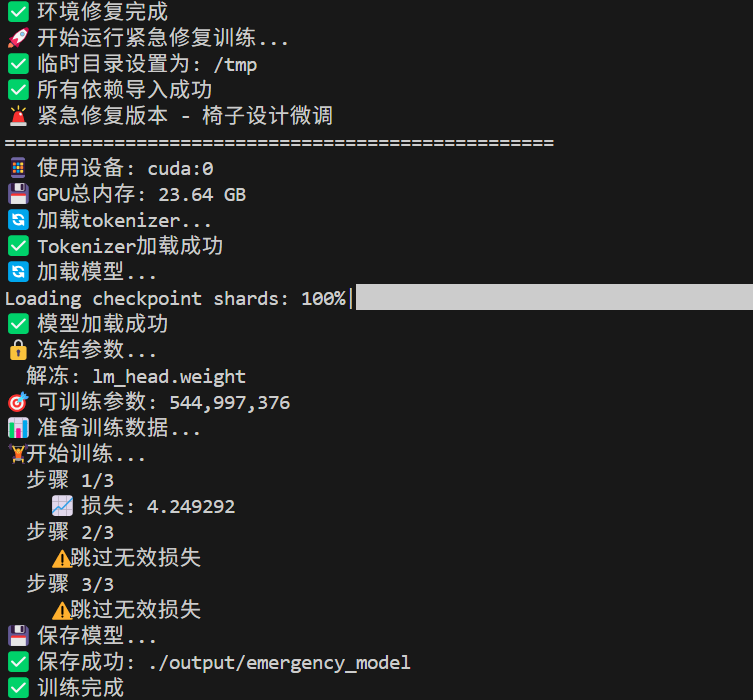 ✅ 环境修复完成
🚀 开始运行紧急修复训练...
✅ 临时目录设置为: /tmp
✅ 所有依赖导入成功
🚨 紧急修复版本 - 椅子设计微调
==================================================
📱 使用设备: cuda:0
💾 GPU总内存: 23.64 GB
🔄 加载tokenizer...
✅ Tokenizer加载成功
🔄 加载模型...
Loading checkpoint shards: 100%|
✅ 模型加载成功
🔒 冻结参数...
  解冻: lm_head.weight
🎯 可训练参数: 544,997,376
📊 准备训练数据...
🏋️开始训练...
  步骤 1/3
    📈 损失: 4.249292
  步骤 2/3
    ⚠️跳过无效损失
  步骤 3/3
    ⚠️跳过无效损失
💾 保存模型...
✅ 保存成功: ./output/emergency_model
✅ 训练完成